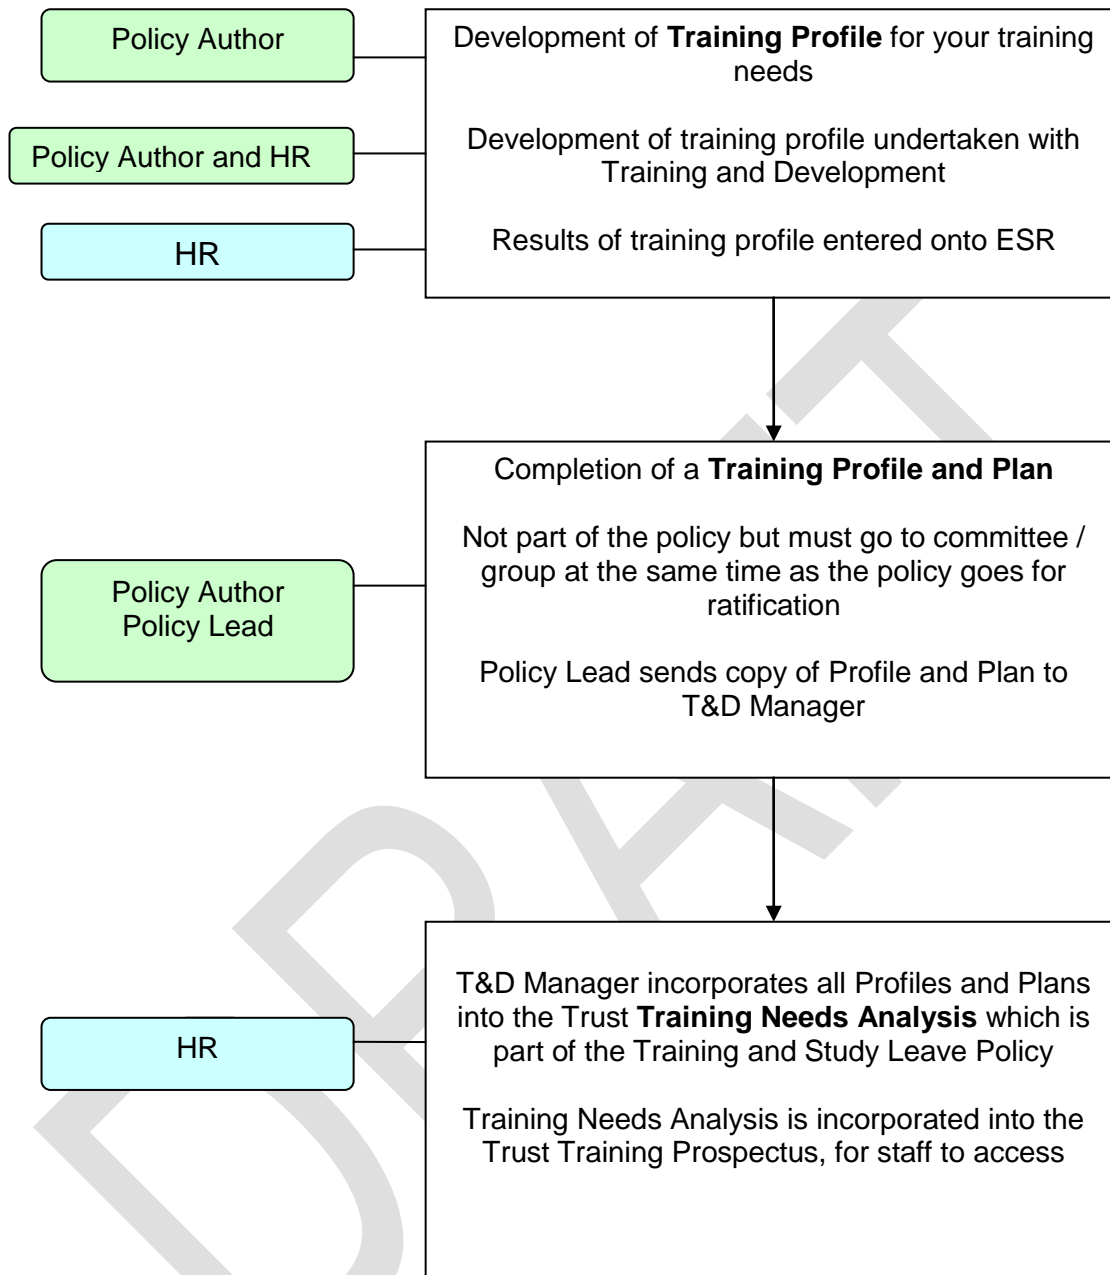 Policy Author
Development of Training Profile for your training
needs
Policy Author and HR
Development of training profile undertaken with
Training and Development
HR
Results of training profile entered onto ESR
Completion of a Training Profile and Plan
Not part of the policy but must go to committee /
group at the same time as the policy goes for
ratification
Policy Author
Policy Lead
Policy Lead sends copy of Profile and Plan to
T&D Manager
T&D Manager incorporates all Profiles and Plans
into the Trust Training Needs Analysis which is
part of the Training and Study Leave Policy
HR
Training Needs Analysis is incorporated into the
Trust Training Prospectus, for staff to access
DRAFT